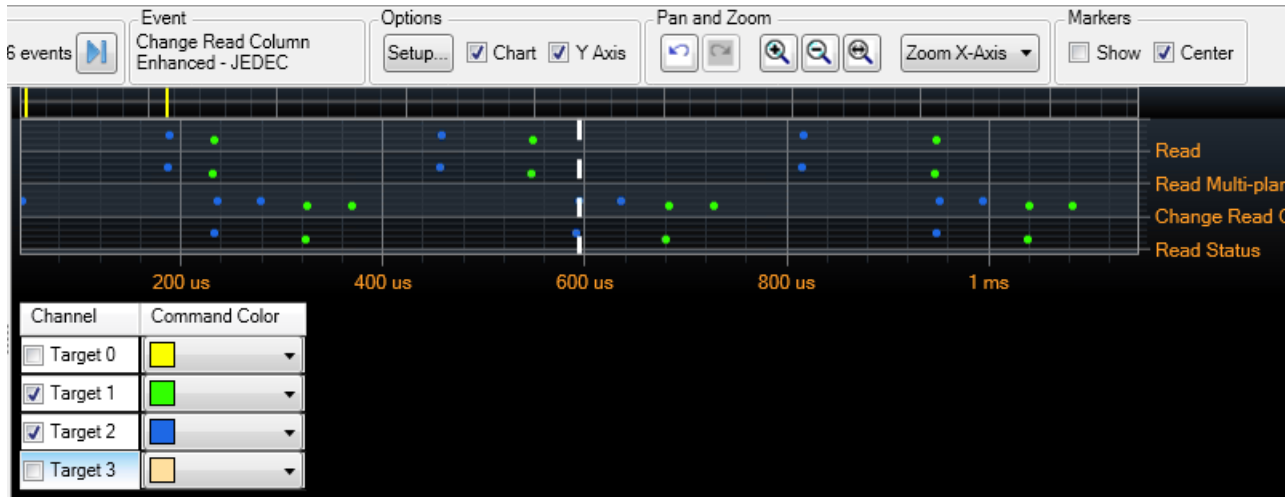 Event
Options
Pan and Zoom
Markers
6 events
Change Read Column
Enhanced - JEDEC
Setup...
Chart
Y Axis
Zoom X-Axis
Show
Center
Read
Read Multi-plan
Change Read C
Read Status
200 us
400 us
600 us
800 us
1 ms
Channel
Command Color
Target 0
Target 1
Target 2
Target 3